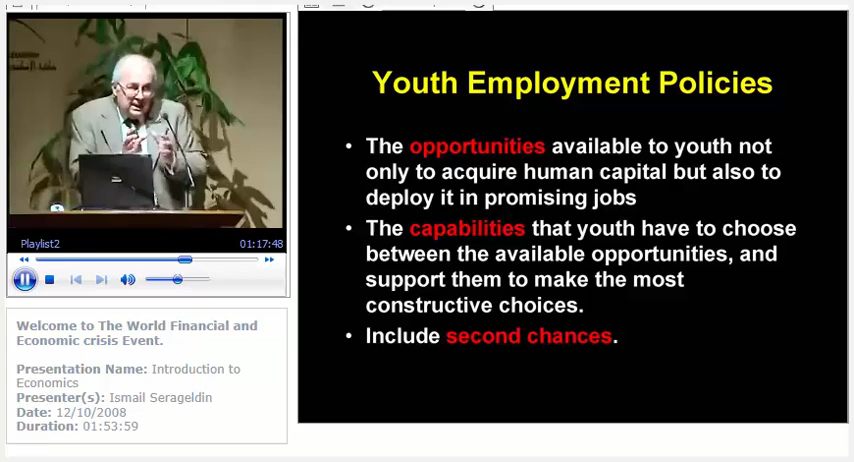 Playlist2 01:17:48
Welcome to The World Financial and
Economic crisis Event.
Presentation Name: Introduction to
Economics
Presenter(s): Ismail Serageldin
Date: 12/10/2008
Duration: 01:53:59
Youth Employment Policies
• The opportunities available to youth not
only to acquire human capital but also to
deploy it in promising jobs
• The capabilities that youth have to choose
between the available opportunities, and
support them to make the most
constructive choices.
• Include second chances.